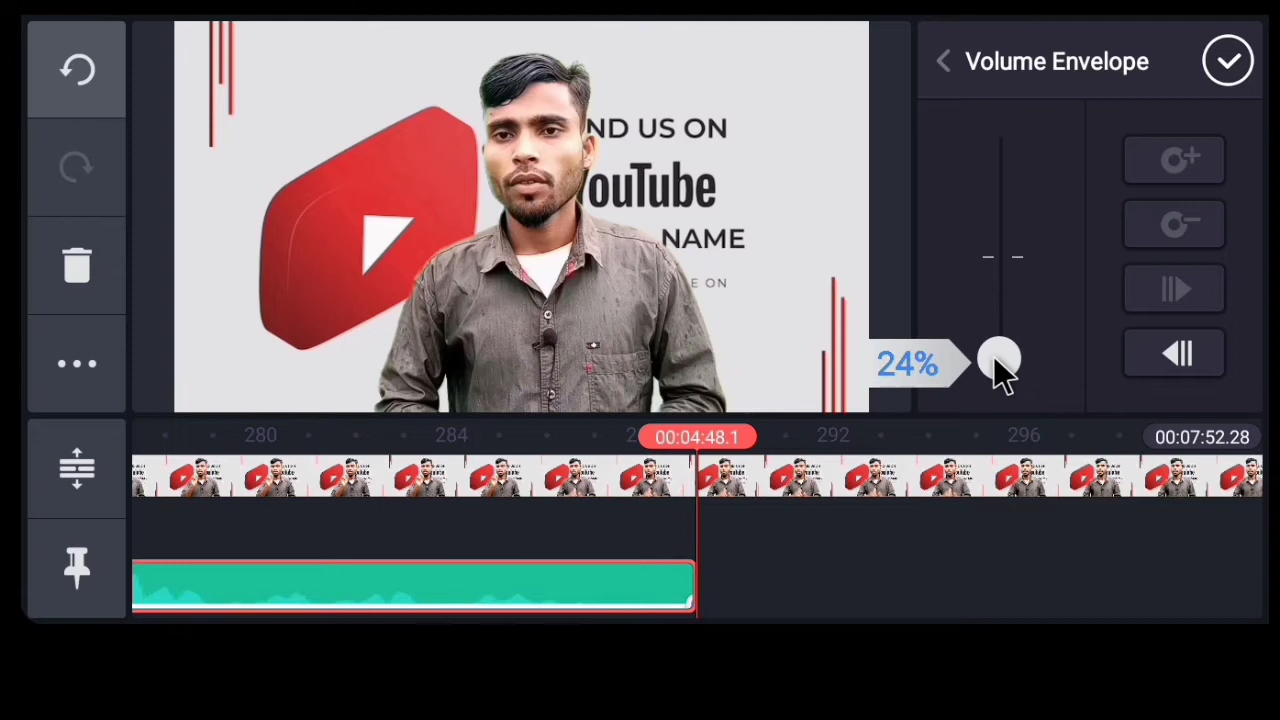 Volume Envelope
ND US ON
ouTube
NAME
E ON
24%
280
284
2
00:04:48.1
292
296
00:07:52.28